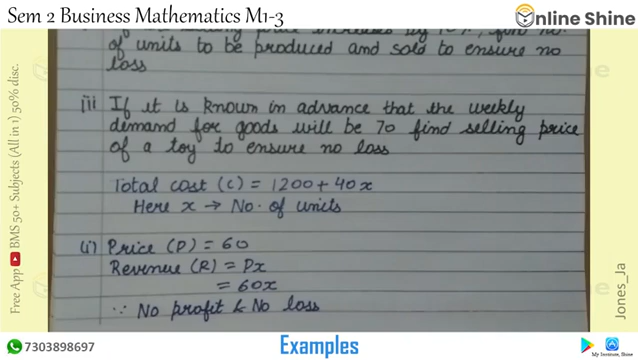 Sem 2 Business Mathematics M1-3
Online Shine
of units to be produced and sold to ensure no
loss
iii If it is known in advance that the weekly
demand for goods will be 70 find selling price
of a toy to ensure no loss
Total cost (C) = 1200 + 40x
Here x → No. of units
(i) Price (P) = 60
Revenue (R) = Px
= 60x
∵ No profit & No loss
Free App BMS 50+ Subjects (All in 1) 50% disc.
Jones_Ja
7303898697
Examples
My Investors, Shine